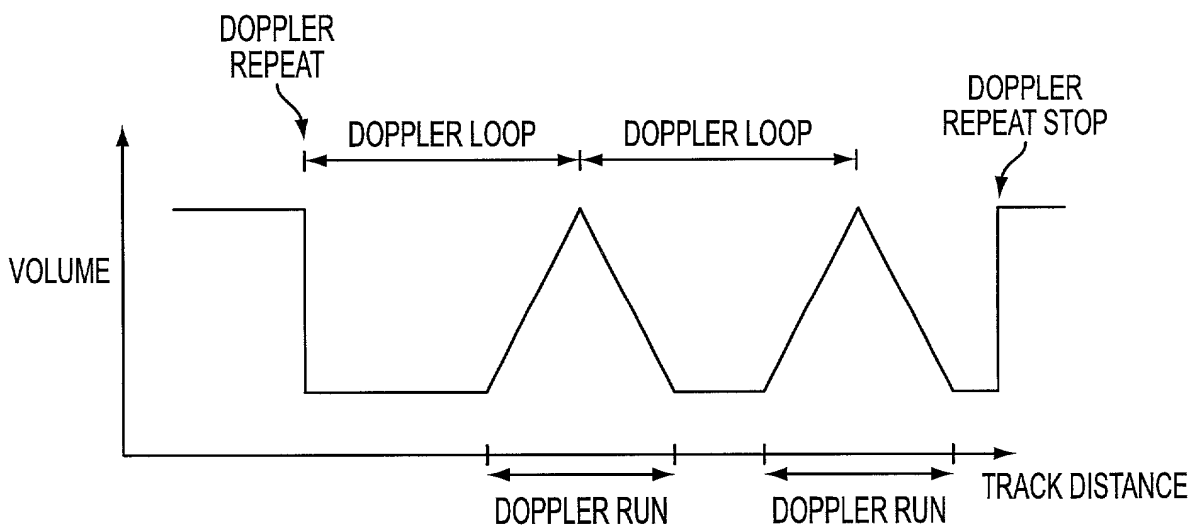 DOPPLER
REPEAT
DOPPLER
REPEAT STOP
DOPPLER LOOP
DOPPLER LOOP
VOLUME
TRACK DISTANCE
DOPPLER RUN
DOPPLER RUN